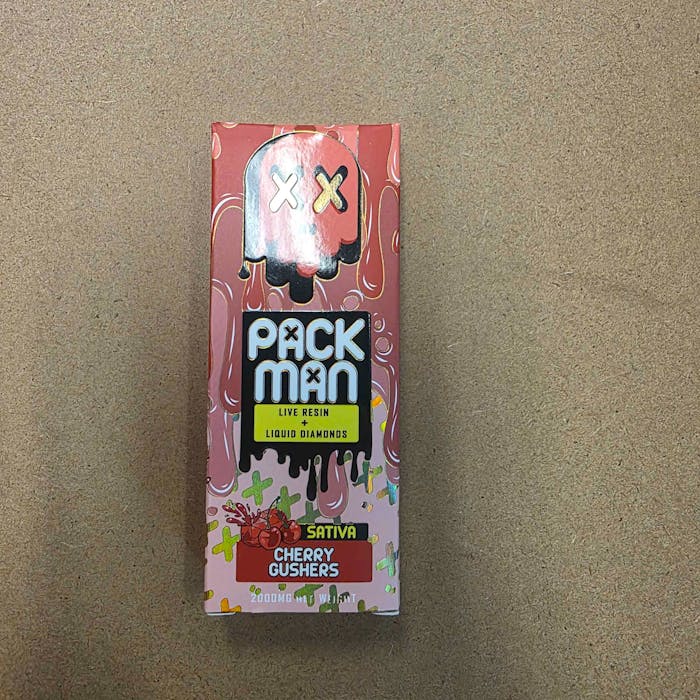 PACK
MAN
LIVE RESIN
+
LIQUID DIAMONDS
SATIVA
CHERRY
GUSHERS
2000MG NET WEIGHT